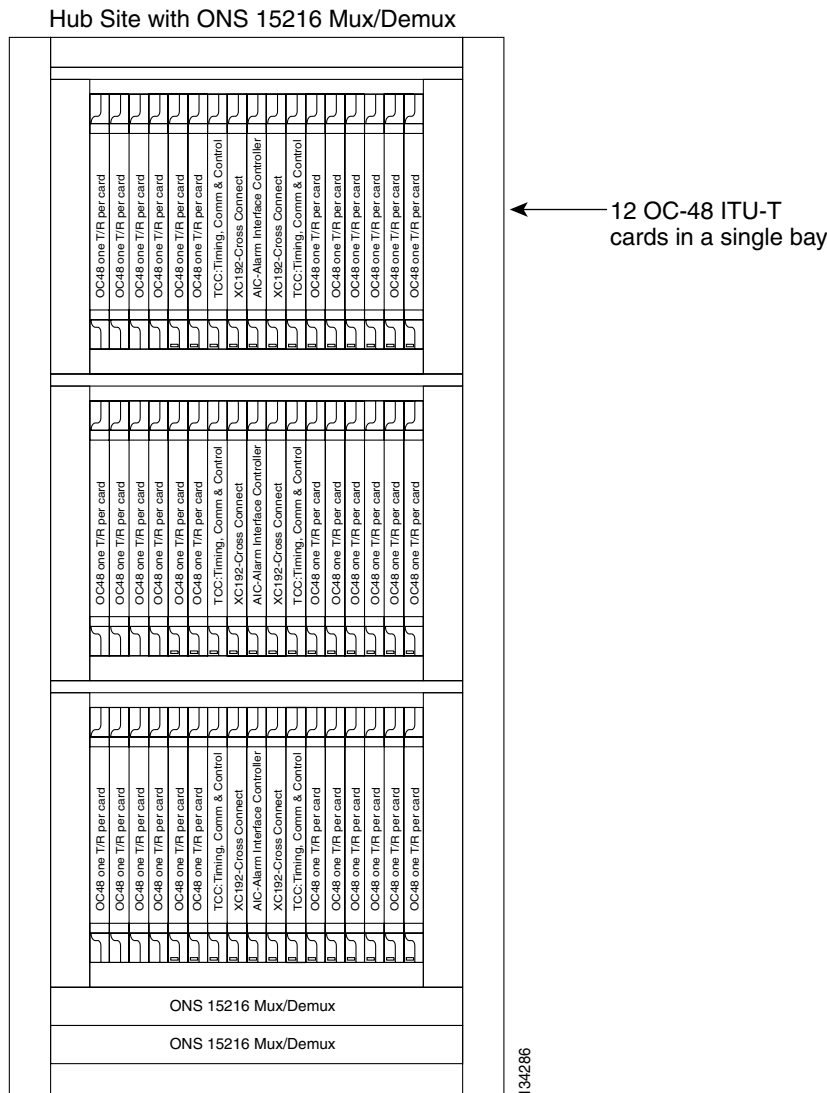 Hub Site with ONS 15216 Mux/Demux
OC48 one T/R per card
OC48 one T/R per card
OC48 one T/R per card
OC48 one T/R per card
OC48 one T/R per card
OC48 one T/R per card
TCC:Timing, Comm & Control
XC192-Cross Connect
AIC-Alarm Interface Controller
XC192-Cross Connect
TCC:Timing, Comm & Control
OC48 one T/R per card
OC48 one T/R per card
OC48 one T/R per card
OC48 one T/R per card
OC48 one T/R per card
OC48 one T/R per card
12 OC-48 ITU-T
cards in a single bay
OC48 one T/R per card
OC48 one T/R per card
OC48 one T/R per card
OC48 one T/R per card
OC48 one T/R per card
OC48 one T/R per card
TCC:Timing, Comm & Control
XC192-Cross Connect
AIC-Alarm Interface Controller
XC192-Cross Connect
TCC:Timing, Comm & Control
OC48 one T/R per card
OC48 one T/R per card
OC48 one T/R per card
OC48 one T/R per card
OC48 one T/R per card
OC48 one T/R per card
OC48 one T/R per card
OC48 one T/R per card
OC48 one T/R per card
OC48 one T/R per card
OC48 one T/R per card
OC48 one T/R per card
TCC:Timing, Comm & Control
XC192-Cross Connect
AIC-Alarm Interface Controller
XC192-Cross Connect
TCC:Timing, Comm & Control
OC48 one T/R per card
OC48 one T/R per card
OC48 one T/R per card
OC48 one T/R per card
OC48 one T/R per card
OC48 one T/R per card
ONS 15216 Mux/Demux
ONS 15216 Mux/Demux
134286